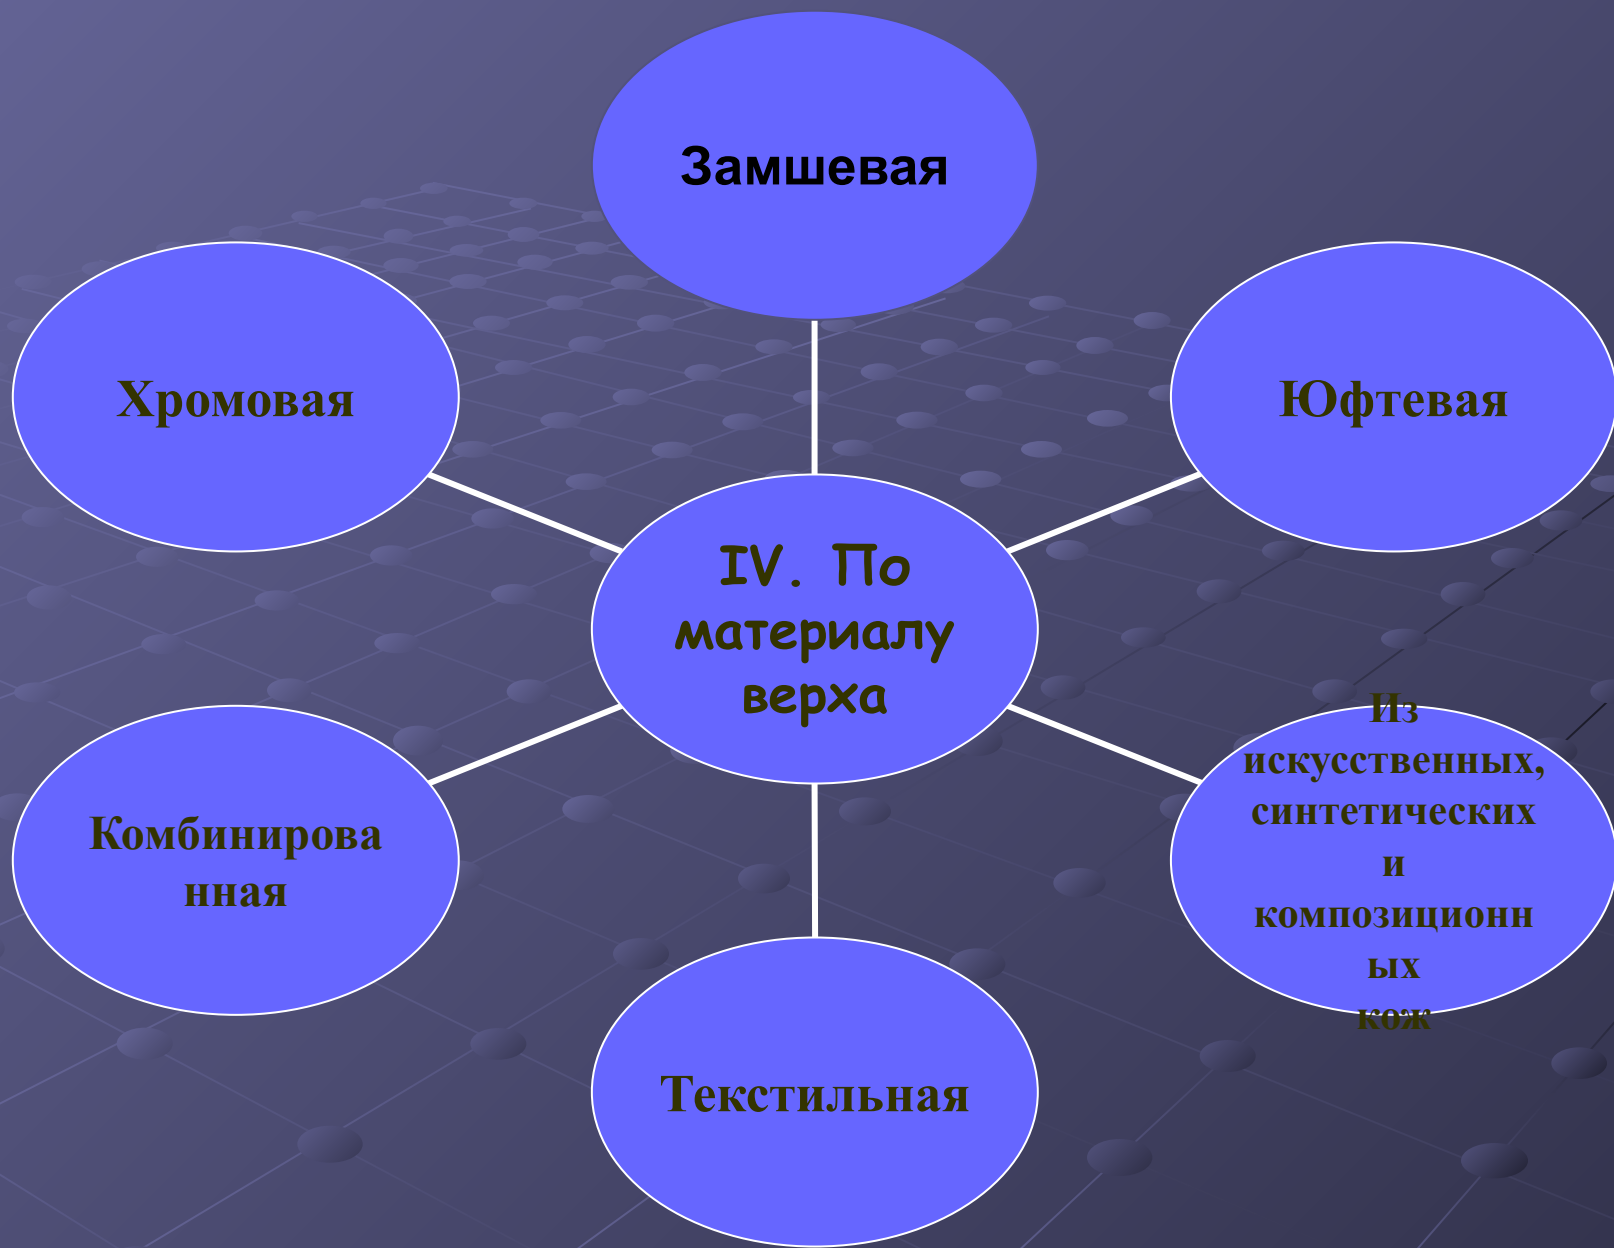 Замшевая
Хромовая
Юфтевая
IV. По
материалу
верха
Комбинирова
нная
Из
искусственных,
синтетических
и
композиционн
ых
кож
Текстильная